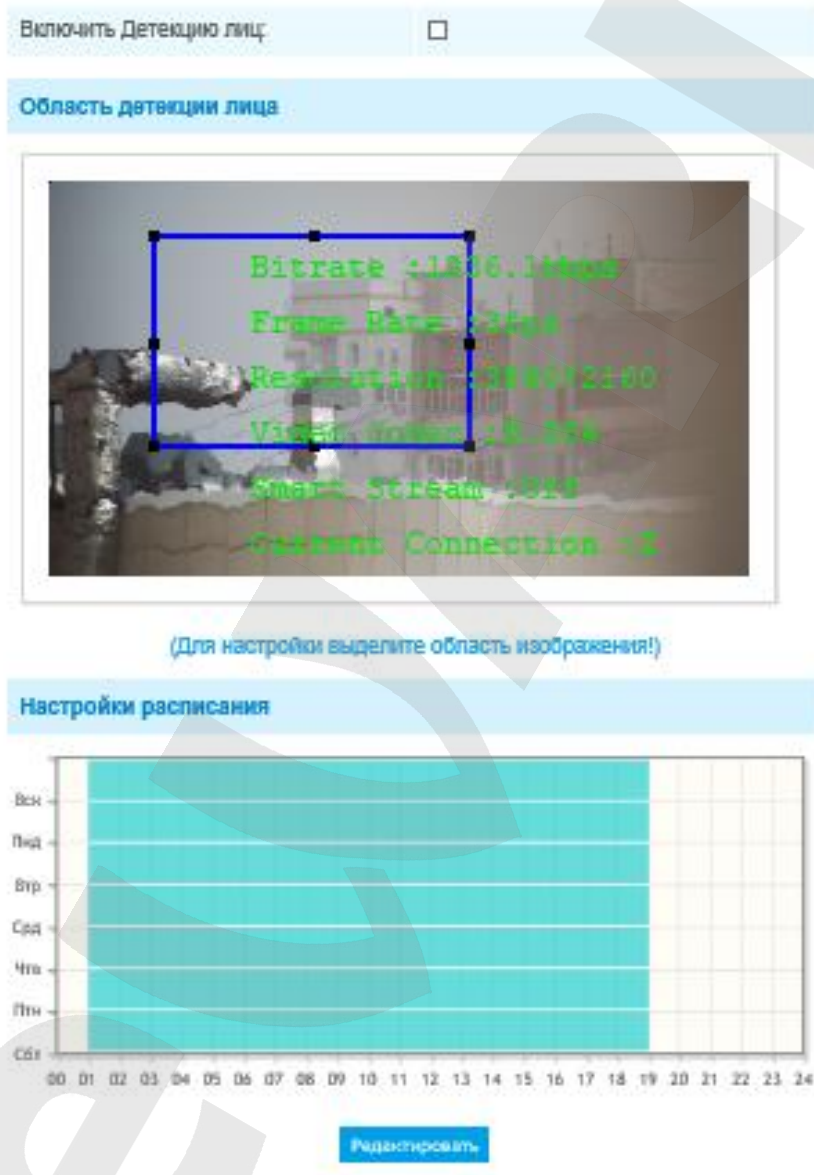 Включить Детекцию лиц:
Область детекции лица
Bitrate
Frame Rate
Resolution
Smart Stream
Current Connection
(Для настройки выделите область изображения!)
Настройки расписания
Вск
Пнд
Втр
Срд
Чтв
Птн
Сбт
00 01 02 03 04 05 06 07 08 09 10 11 12 13 14 15 16 17 18 19 20 21 22 23 24
Редактировать